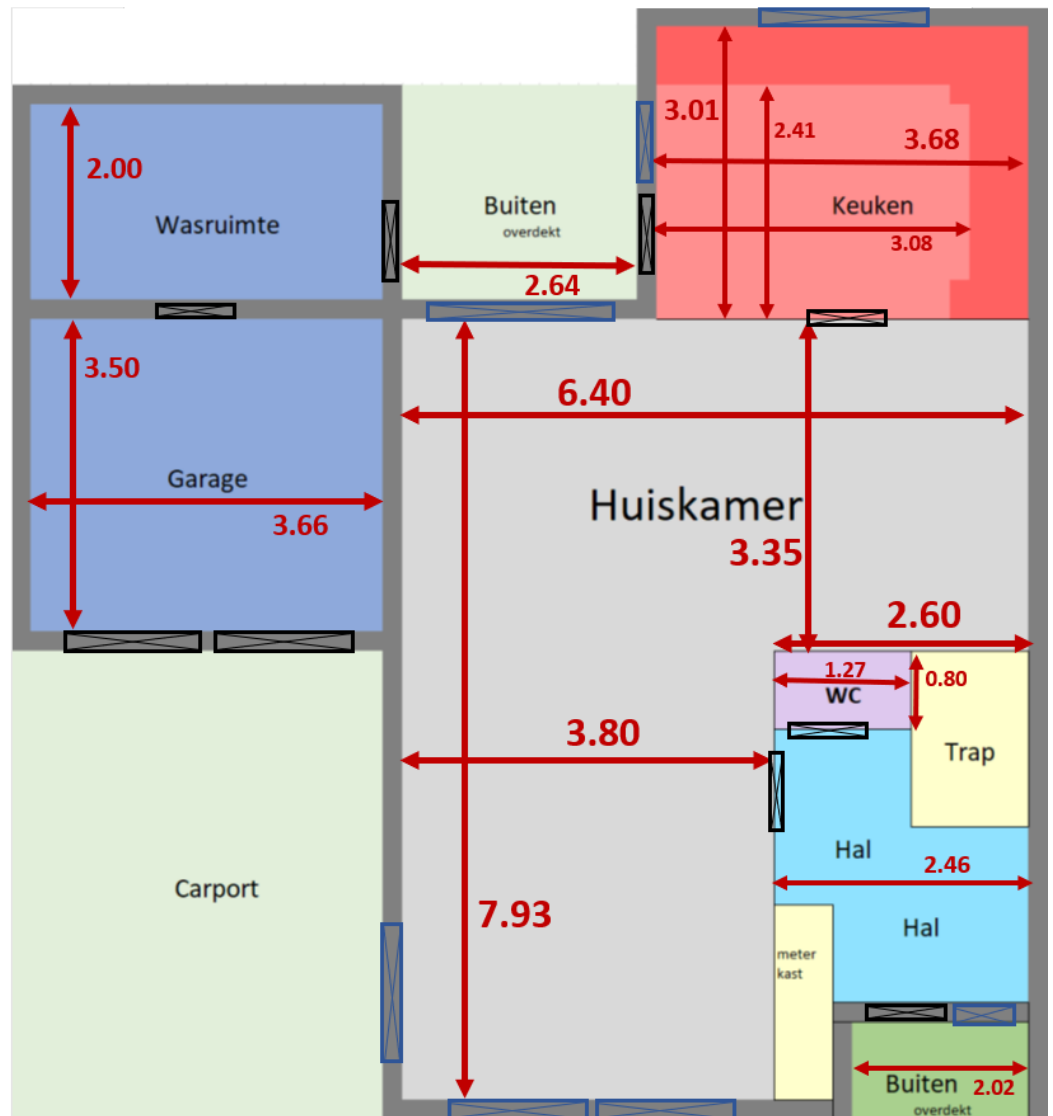 3.01
2.41
2.00
3.68
Wasruimte
Buiten
overdekt
Keuken
3.08
2.64
3.50
6.40
Garage
Huiskamer
3.66
3.35
2.60
1.27
0.80
WC
3.80
Trap
Hal
2.46
Carport
7.93
Hal
meter
kast
Buiten
2.02
overdekt